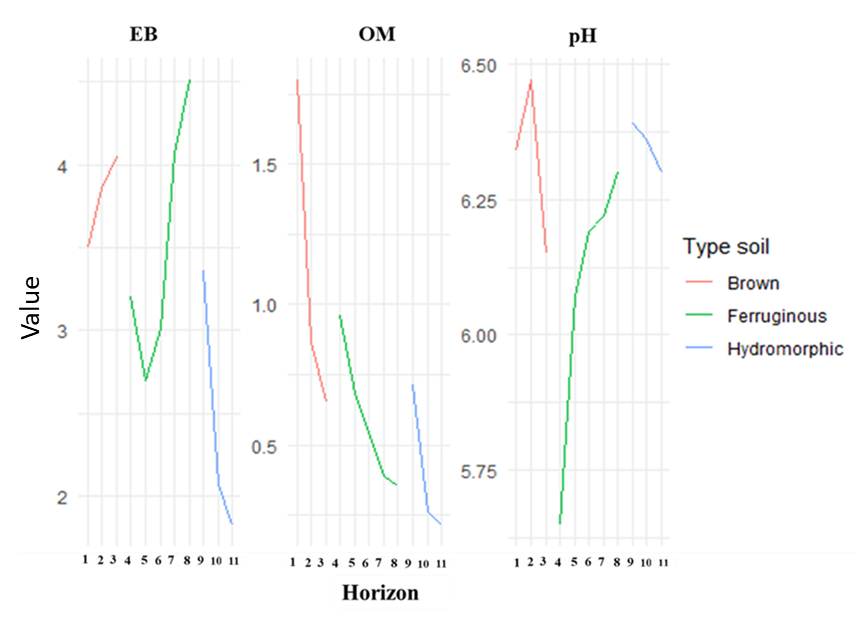 EB OM pH
4
3
2
1.5
1.0
0.5
6.50
6.25
6.00
5.75
Value
1 2 3 4 5 6 7 8 9 10 11
1 2 3 4 5 6 7 8 9 10 11
1 2 3 4 5 6 7 8 9 10 11
Horizon
Type soil
Brown
Ferruginous
Hydromorphic